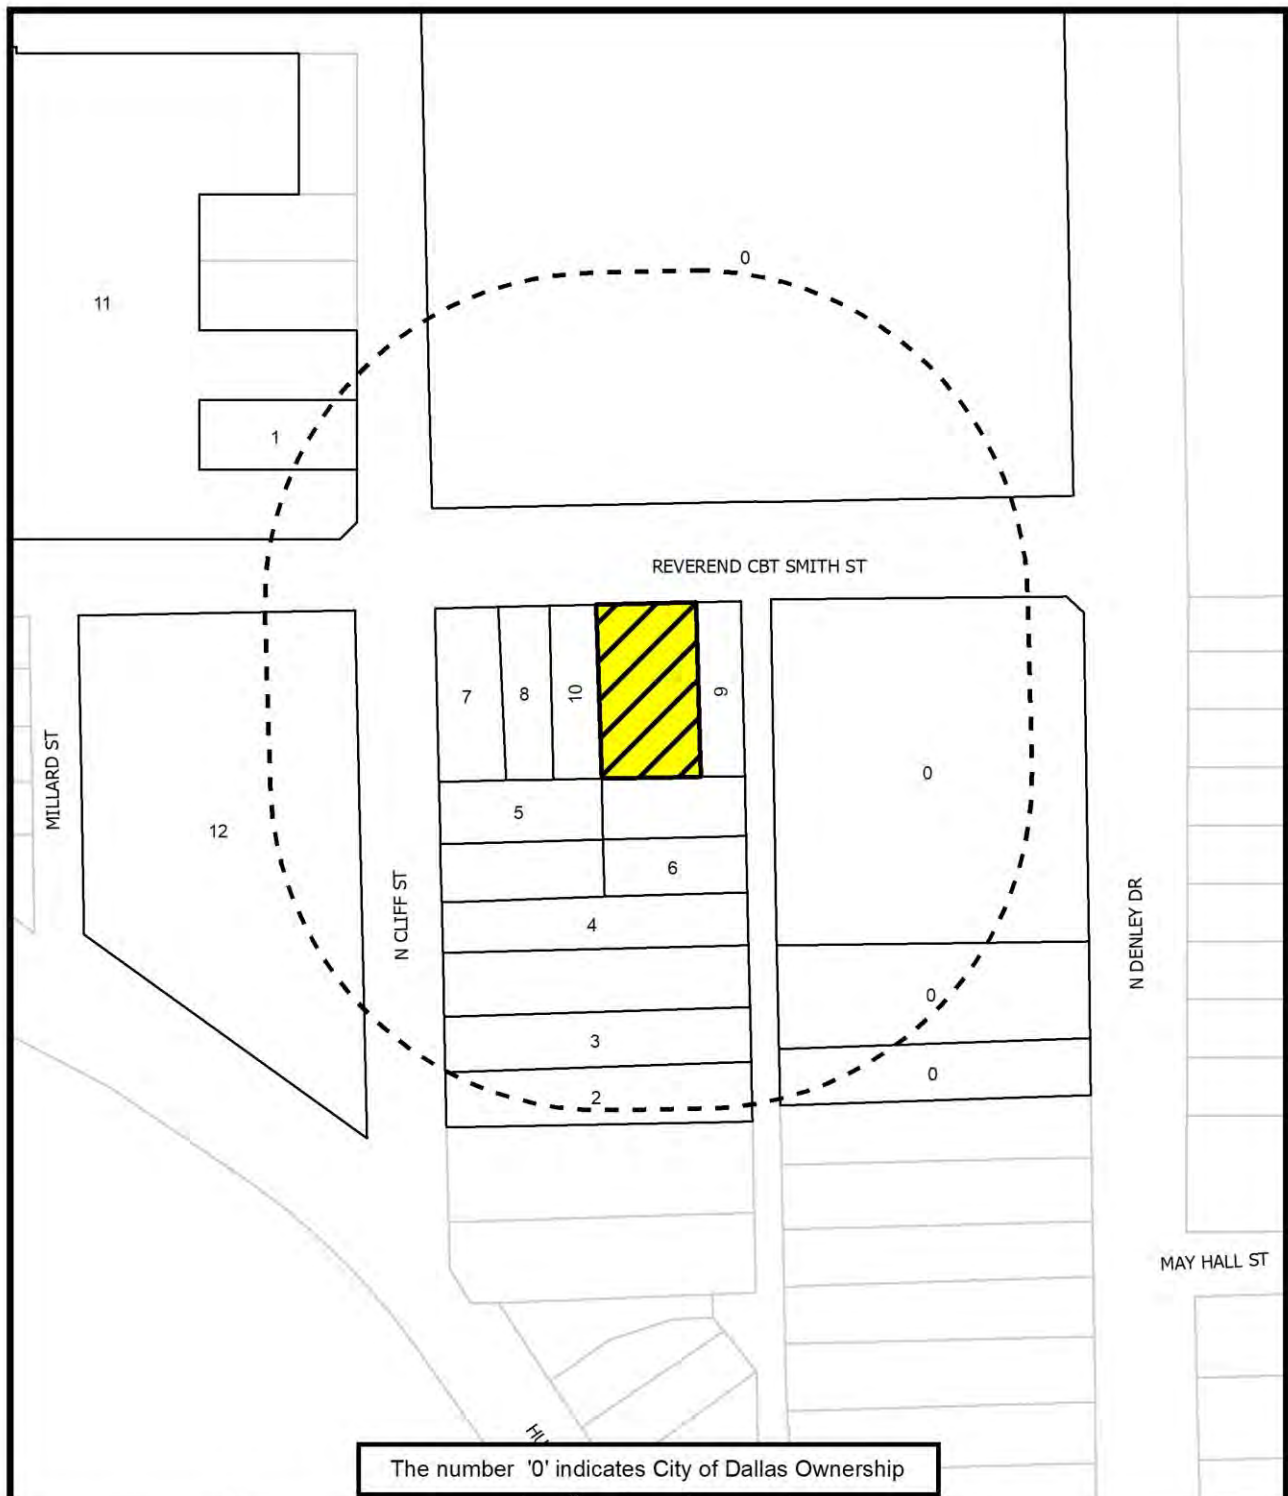 0
11
1
REVEREND CBT SMITH ST
7
8
10
9
0
MILLARD ST
12
5
6
N CLIFF ST
4
N DENLEY DR
0
3
0
2
MAY HALL ST
The number '0' indicates City of Dallas Ownership